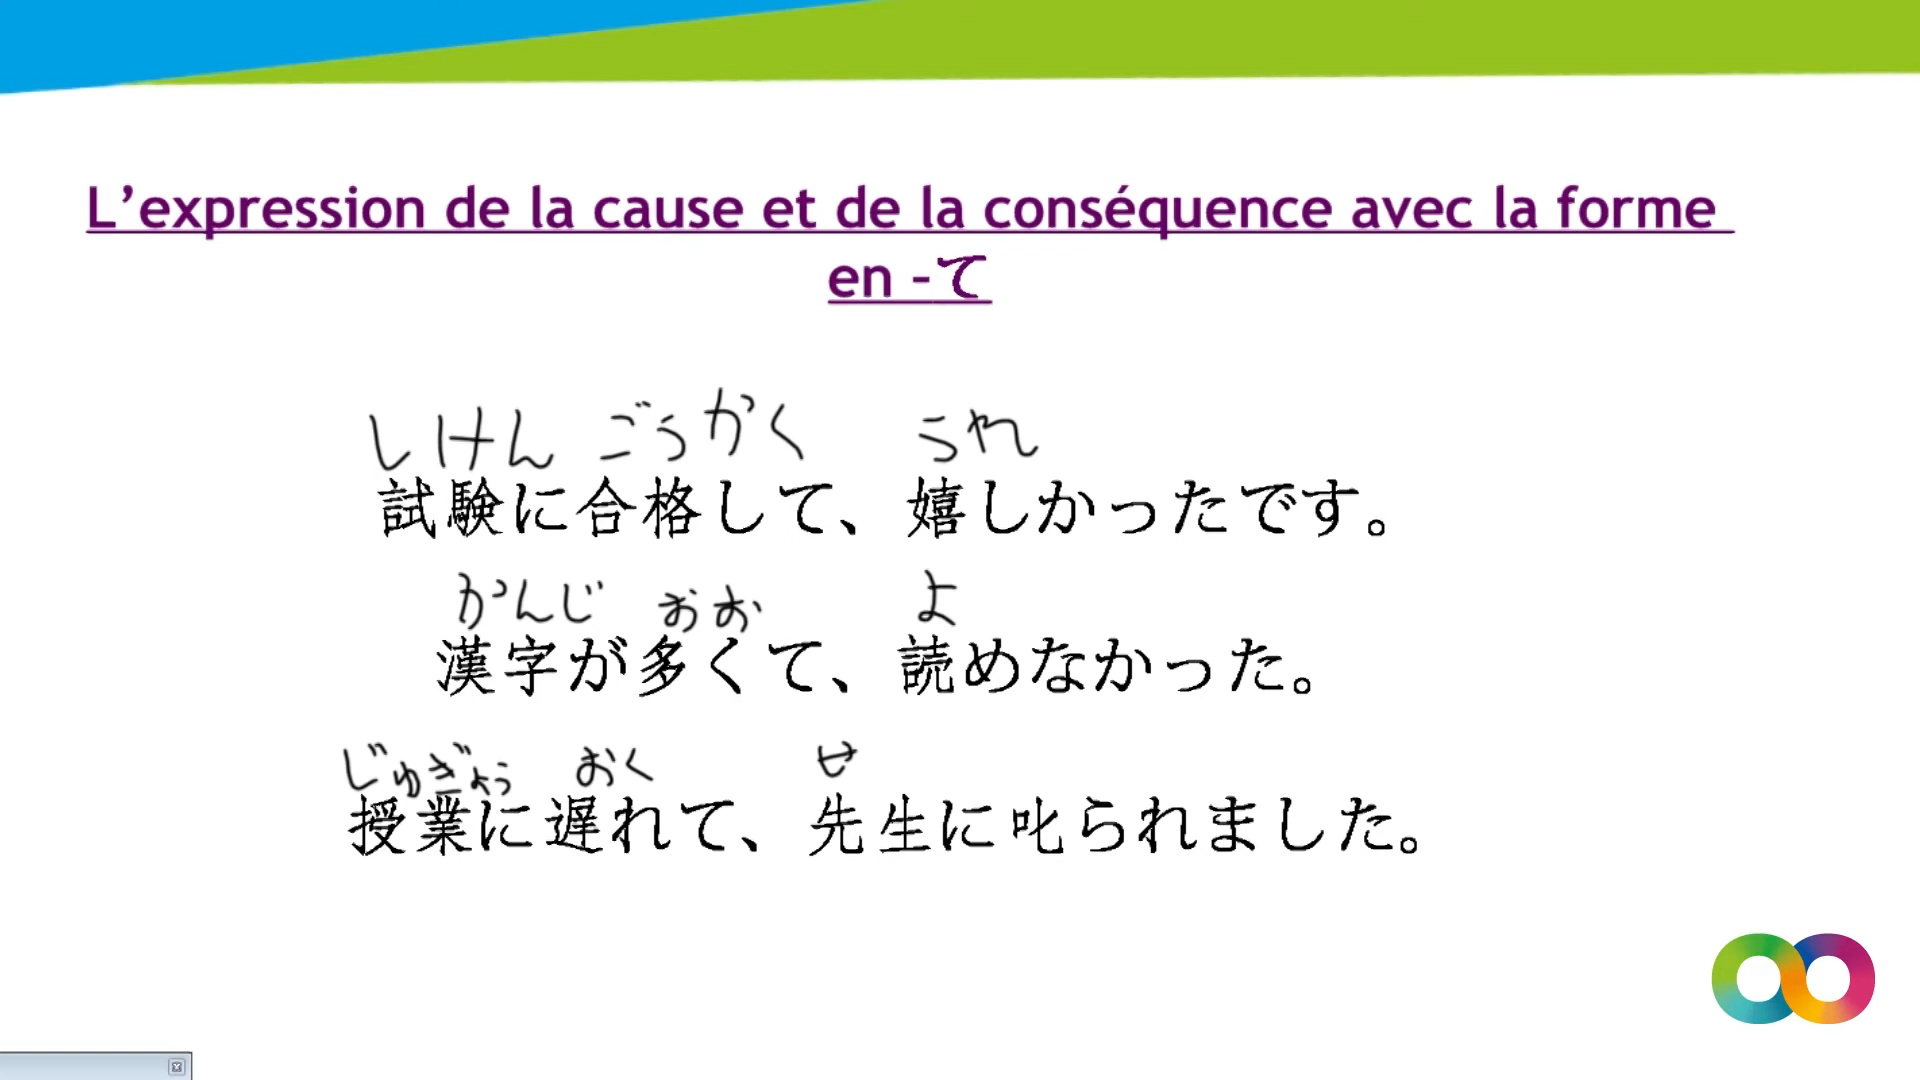 L’expression de la cause et de la conséquence avec la forme
en -て
しけん ごうかく うれ
試験に合格して、嬉しかったです。
かんじ おお よ
漢字が多くて、読めなかった。
じゅぎょう おく せ
授業に遅れて、先生に叱られました。